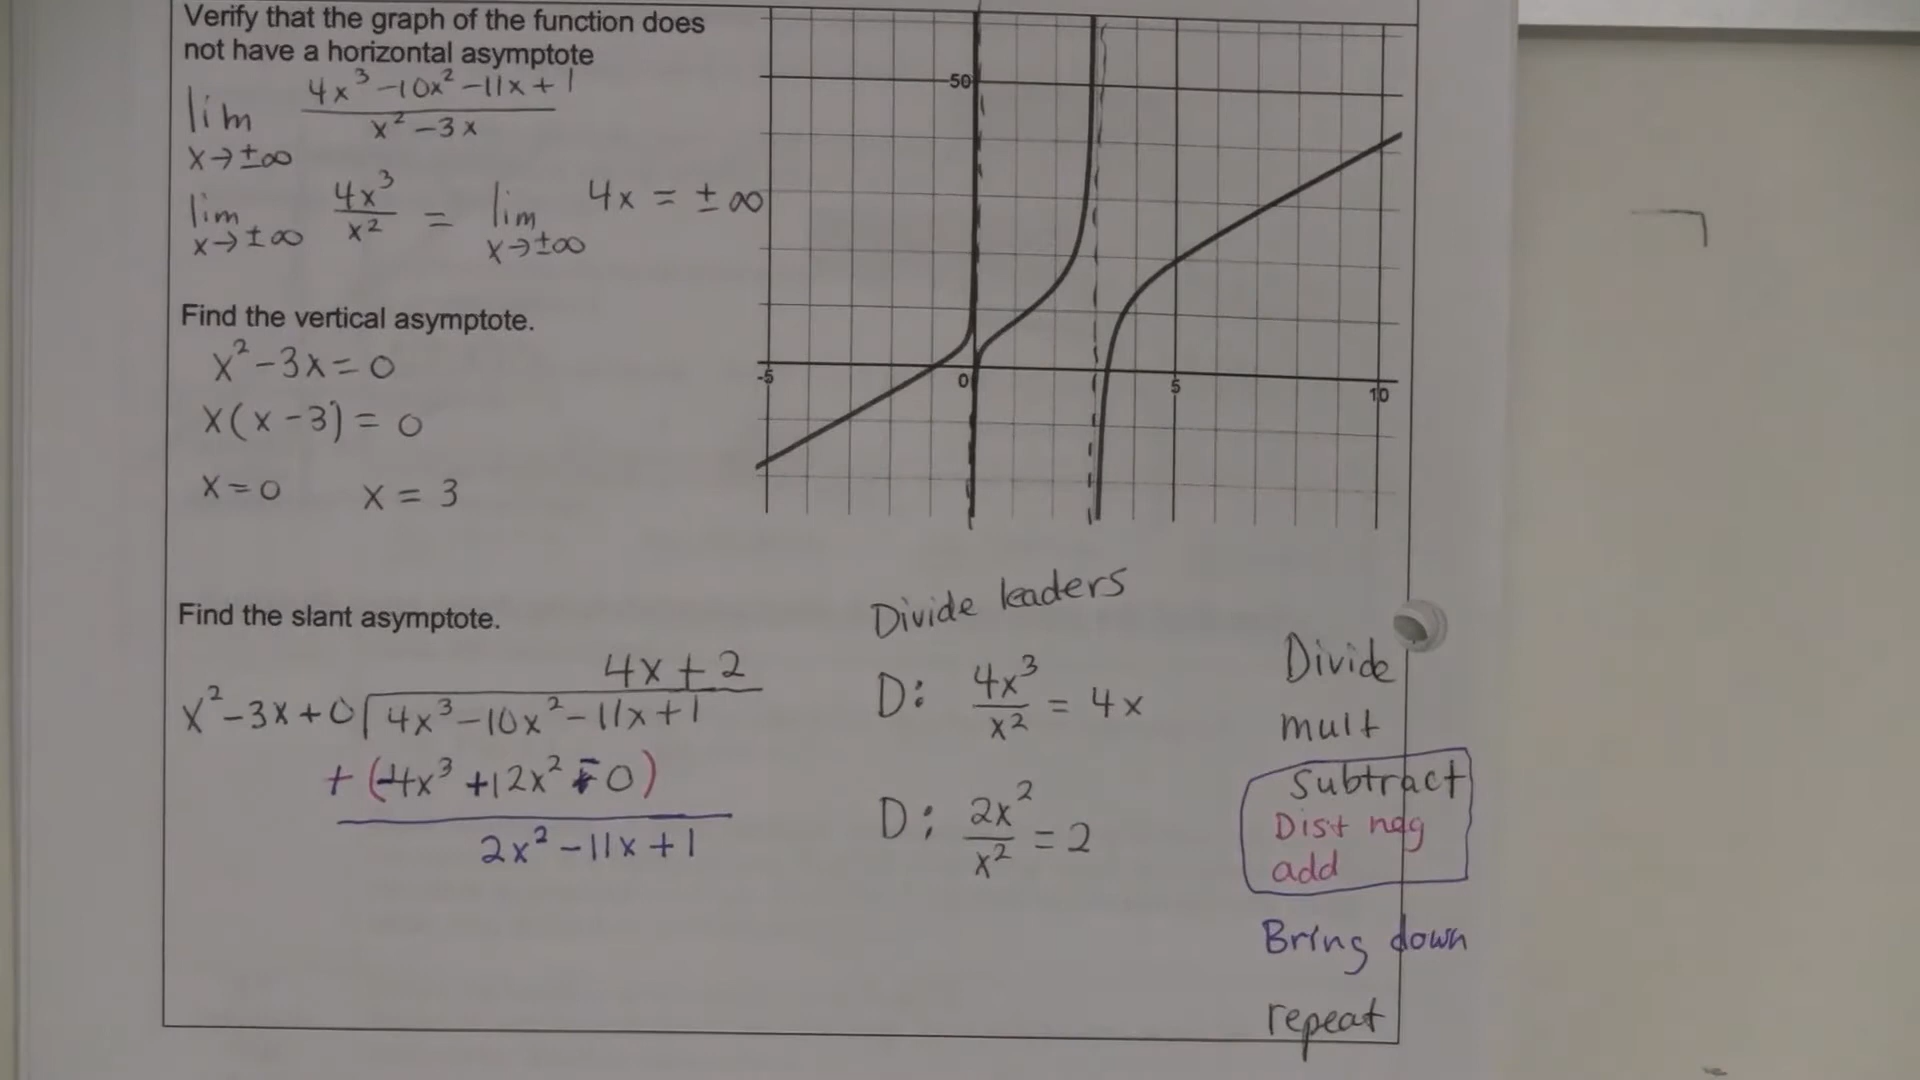 Verify that the graph of the function does
not have a horizontal asymptote
lim x→±∞ (4x³-10x²-11x+1)/(x²-3x)
lim x→±∞ 4x³/x² = lim x→±∞ 4x = ±∞
50
-5
0
5
10
Find the vertical asymptote.
x²-3x=0
x(x-3)=0
x=0 x=3
Find the slant asymptote.
4x+2
x²-3x+0 4x³-10x²-11x+1
+(-4x³+12x²-0)
2x²-11x+1
Divide leaders
D: 4x³/x² = 4x
D: 2x²/x² = 2
Divide
mult
Subtract
Dist neg
add
Bring down
repeat